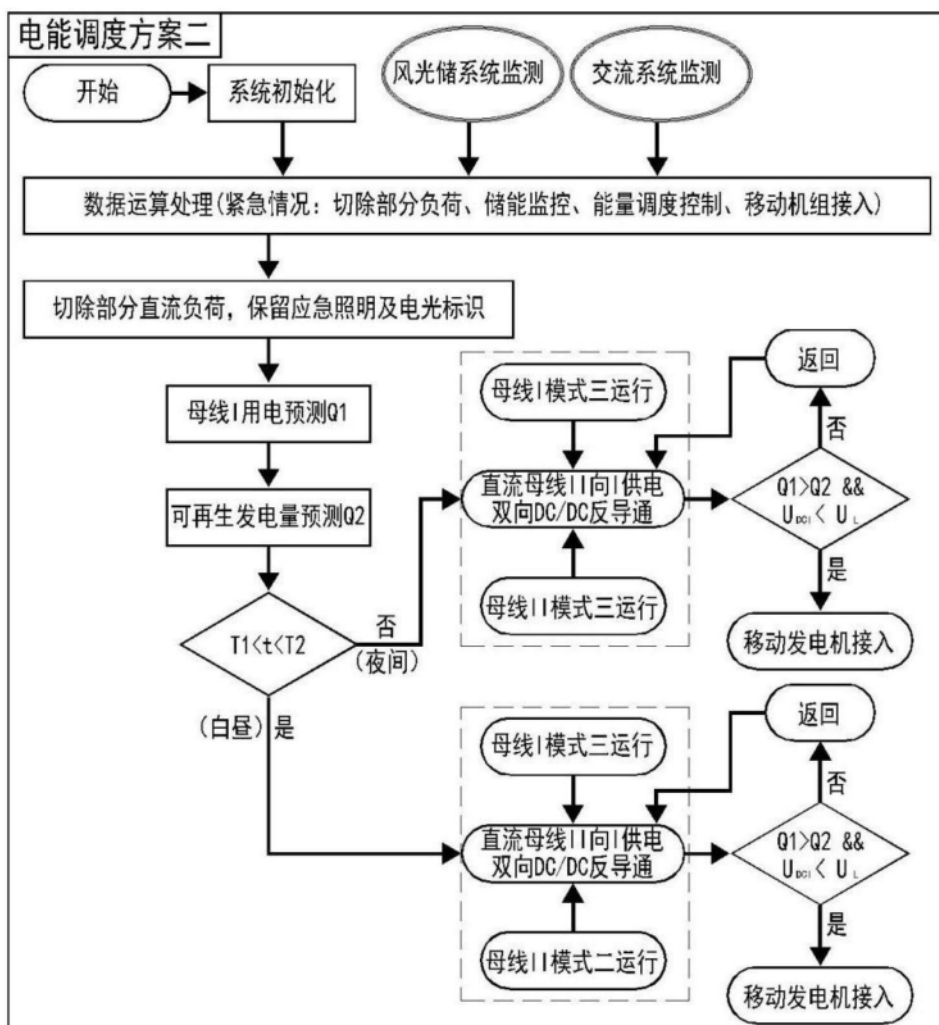 电能调度方案二
开始
系统初始化
风光储系统监测
交流系统监测
数据运算处理(紧急情况：切除部分负荷、储能监控、能量调度控制、移动机组接入)
切除部分直流负荷，保留应急照明及电光标识
母线I用电预测Q1
可再生发电量预测Q2
T1<t<T2
否
(夜间)
(白昼)是
母线I模式三运行
直流母线II向I供电
双向DC/DC反导通
母线II模式三运行
返回
否
Q1>Q2 &&
UDCI< UL
是
移动发电机接入
母线I模式三运行
直流母线II向I供电
双向DC/DC反导通
母线II模式二运行
返回
否
Q1>Q2 &&
UDCI< UL
是
移动发电机接入